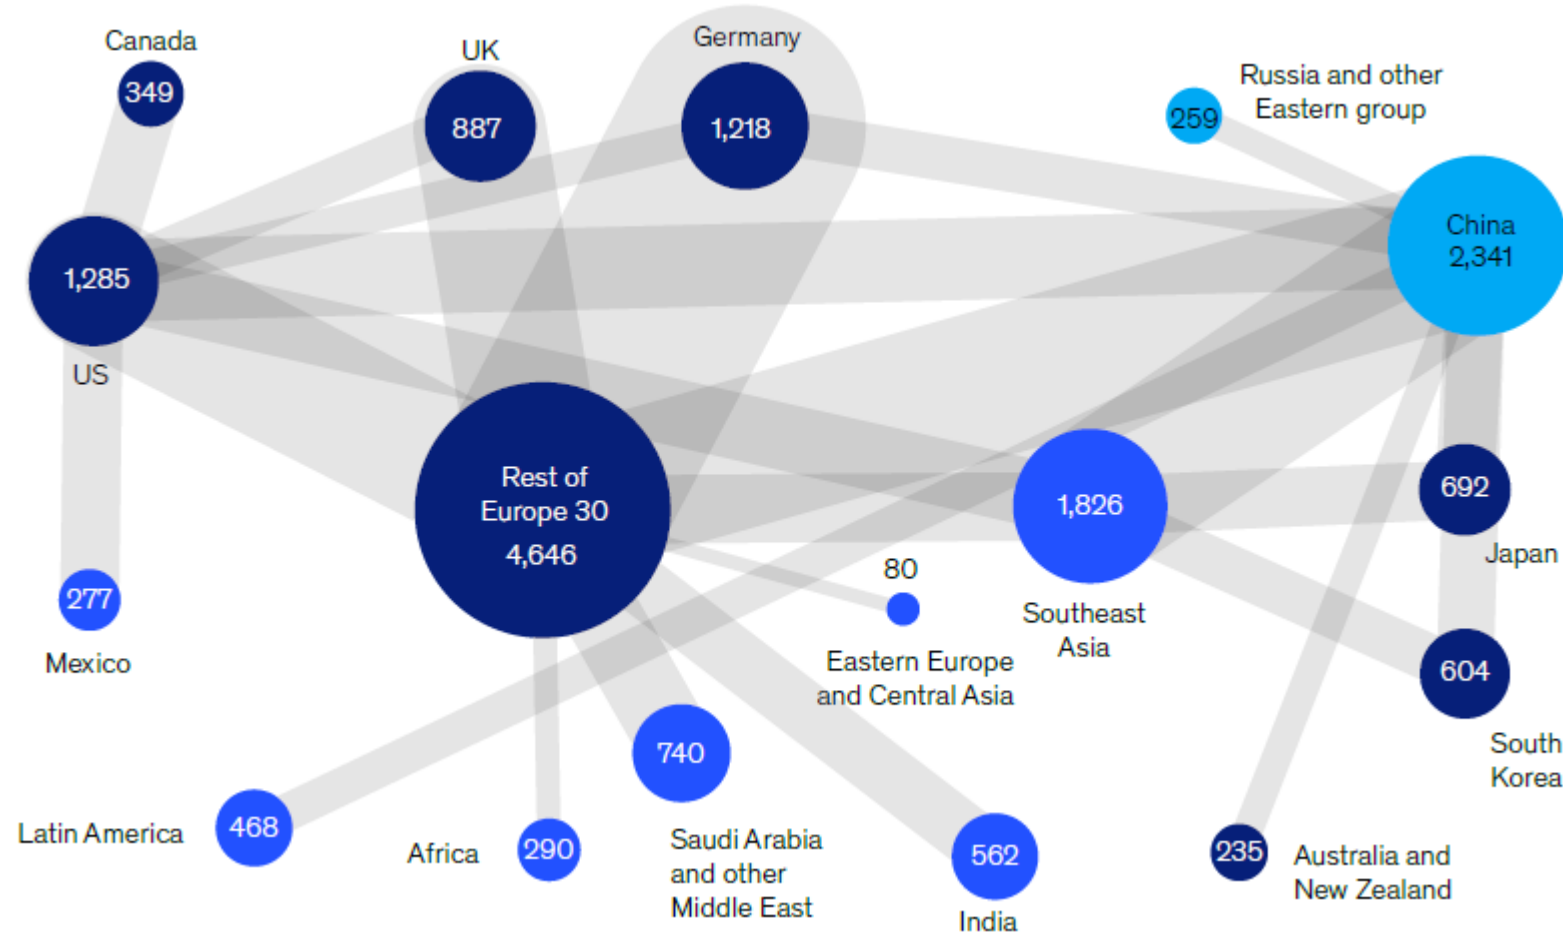 Canada
349
UK
887
Germany
1,218
Russia and other
Eastern group
259
China
2,341
1,285
US
Rest of
Europe 30
4,646
1,826
Southeast
Asia
692
Japan
80
Eastern Europe
and Central Asia
277
Mexico
604
South
Korea
740
Saudi Arabia
and other
Middle East
Latin America
468
Africa
290
562
India
235
Australia and
New Zealand